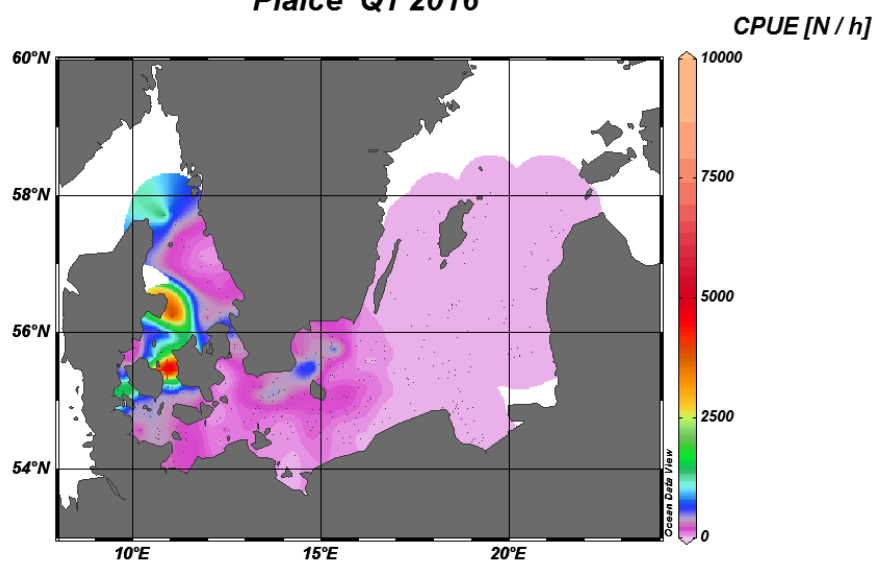 Plaice Q1 2016
CPUE [N / h]
60°N
58°N
56°N
54°N
10°E
15°E
20°E
10000
7500
5000
2500
0
Ocean Data View